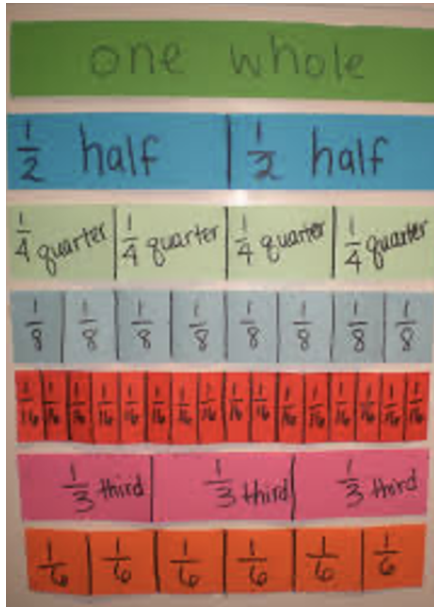 one whole
1/2 half 1/2 half
1/4 quarter 1/4 quarter 1/4 quarter 1/4 quarter
1/8 1/8 1/8 1/8 1/8 1/8 1/8 1/8
1/16 1/16 1/16 1/16 1/16 1/16 1/16 1/16 1/16 1/16 1/16 1/16 1/16 1/16 1/16 1/16
1/3 third 1/3 third 1/3 third
1/6 1/6 1/6 1/6 1/6 1/6